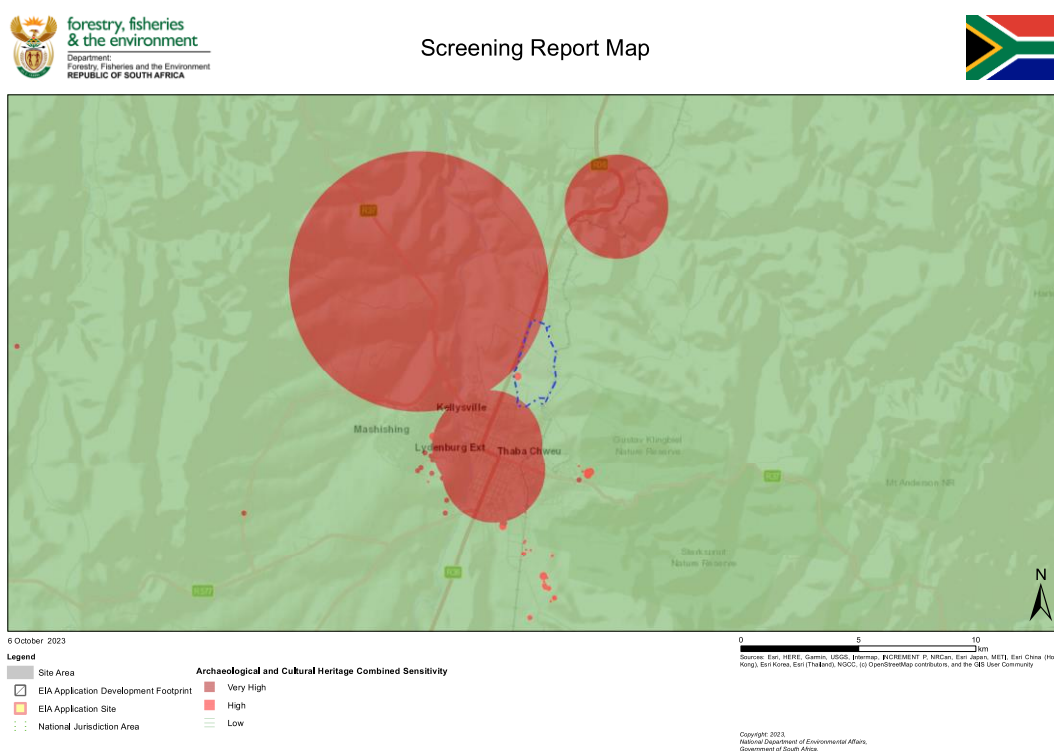 forestry, fisheries
& the environment
Department:
Forestry, Fisheries and the Environment
REPUBLIC OF SOUTH AFRICA
Screening Report Map
R37
Kellysville
Mashishing
Lydenburg Ext
Thaba Chweu
Gustav Klingbiel
Nature Reserve
R37
Mt Anderson NR
Sterkspruit
Nature Reserve
R36
R577
N
6 October 2023
0 5 10
km
Sources: Esri, HERE, Garmin, USGS, Intermap, INCREMENT P, NRCan, Esri Japan, METI, Esri China (Ho
Kong), Esri Korea, Esri (Thailand), NGCC, (c) OpenStreetMap contributors, and the GIS User Community
Legend
Site Area
EIA Application Development Footprint
EIA Application Site
National Jurisdiction Area
Archaeological and Cultural Heritage Combined Sensitivity
Very High
High
Low
Copyright: 2023,
National Department of Environmental Affairs,
Government of South Africa.